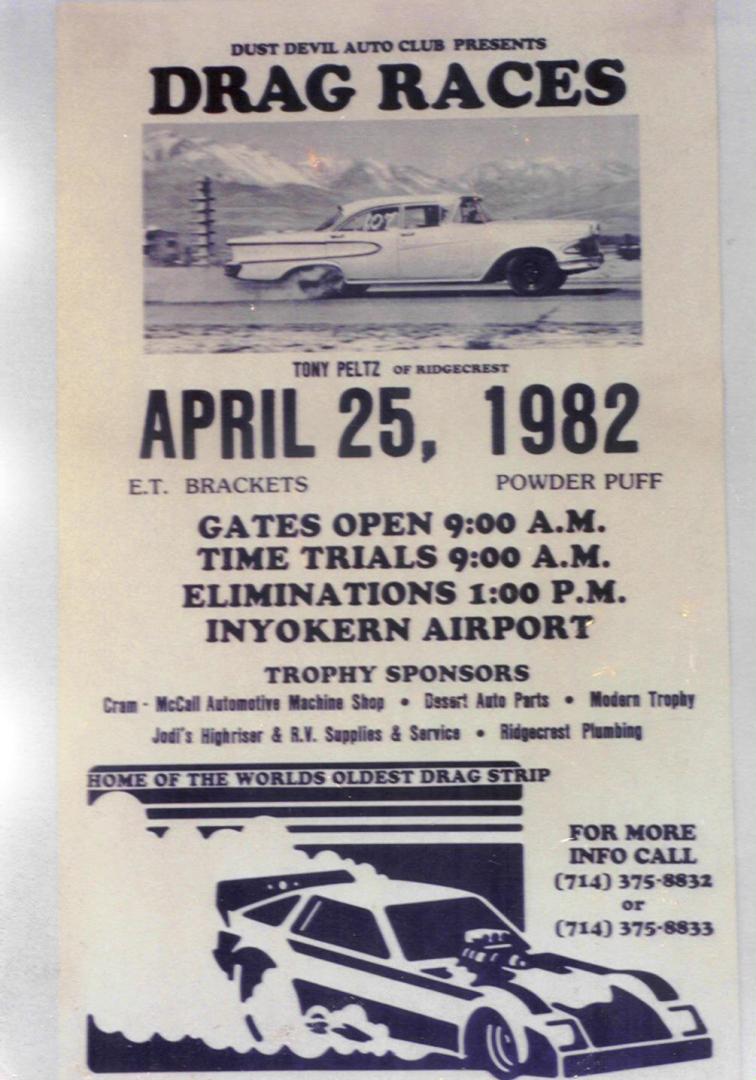 DUST DEVIL AUTO CLUB PRESENTS
DRAG RACES
107
TONY PELTZ OF RIDGECREST
APRIL 25, 1982
E.T. BRACKETS POWDER PUFF
GATES OPEN 9:00 A.M.
TIME TRIALS 9:00 A.M.
ELIMINATIONS 1:00 P.M.
INYOKERN AIRPORT
TROPHY SPONSORS
Cram - McCall Automotive Machine Shop • Desert Auto Parts • Modern Trophy
Jodi's Highriser & R.V. Supplies & Service • Ridgecrest Plumbing
HOME OF THE WORLDS OLDEST DRAG STRIP
FOR MORE
INFO CALL
(714) 375-8832
or
(714) 375-8833